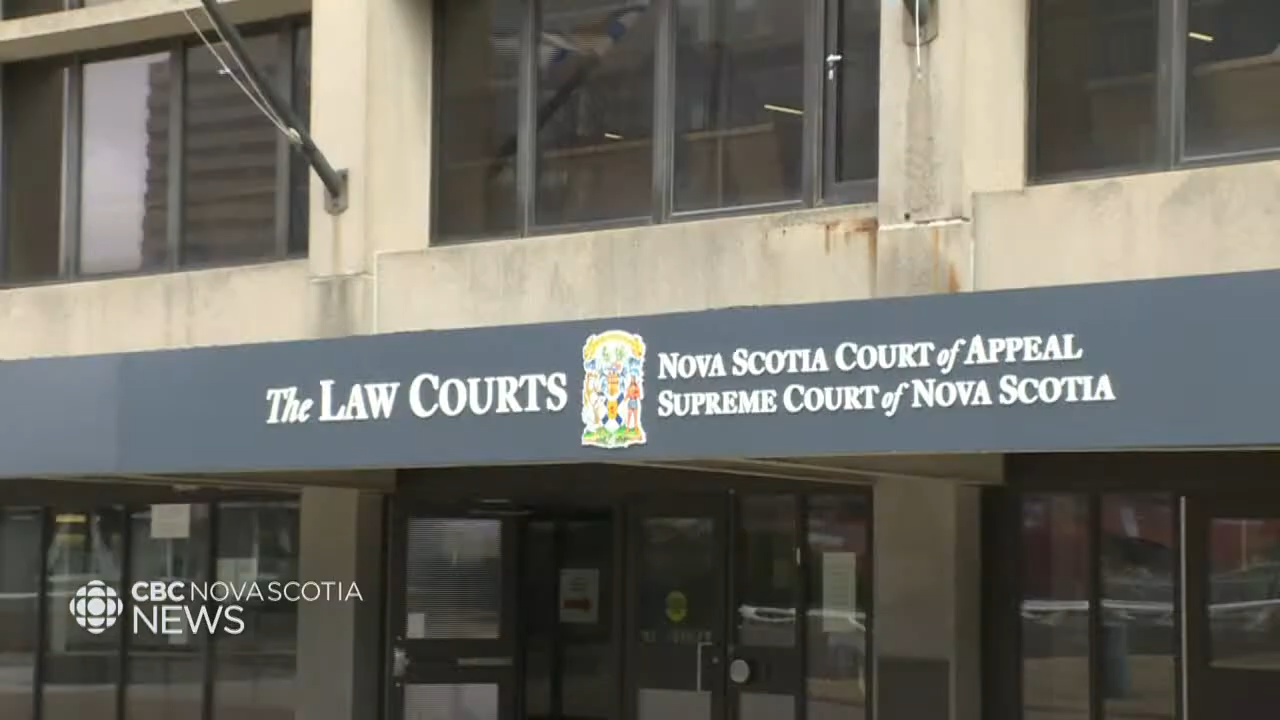 The LAW COURTS
NOVA SCOTIA COURT of APPEAL
SUPREME COURT of NOVA SCOTIA
CBC NOVA SCOTIA
NEWS